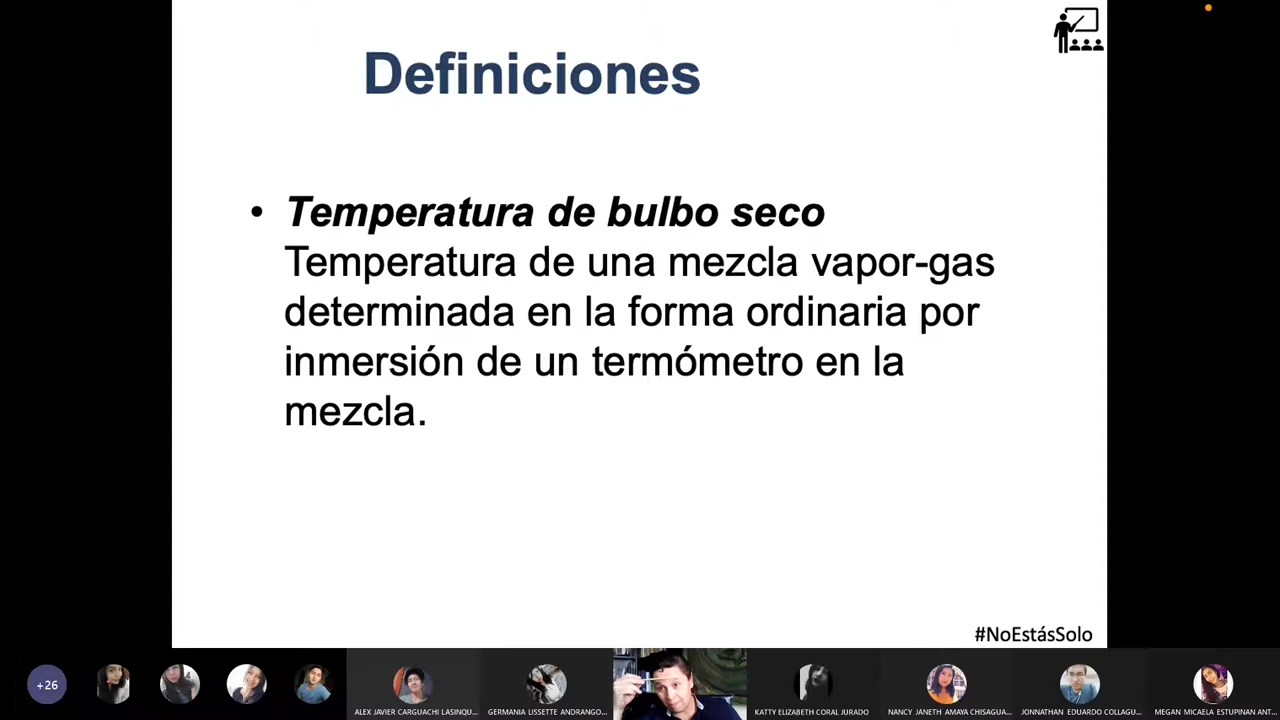 Definiciones
• Temperatura de bulbo seco
Temperatura de una mezcla vapor-gas
determinada en la forma ordinaria por
inmersión de un termómetro en la
mezcla.
#NoEstásSolo
+26
ALEX JAVIER CARGUACHI LASINQU...
GERMANIA LISSETTE ANDRANGO...
KATTY ELIZABETH CORAL JURADO
NANCY JANETH AMAYA CHISAGUA...
JONNATHAN EDUARDO COLLAGU...
MEGAN MICAELA ESTUPINAN ANT...